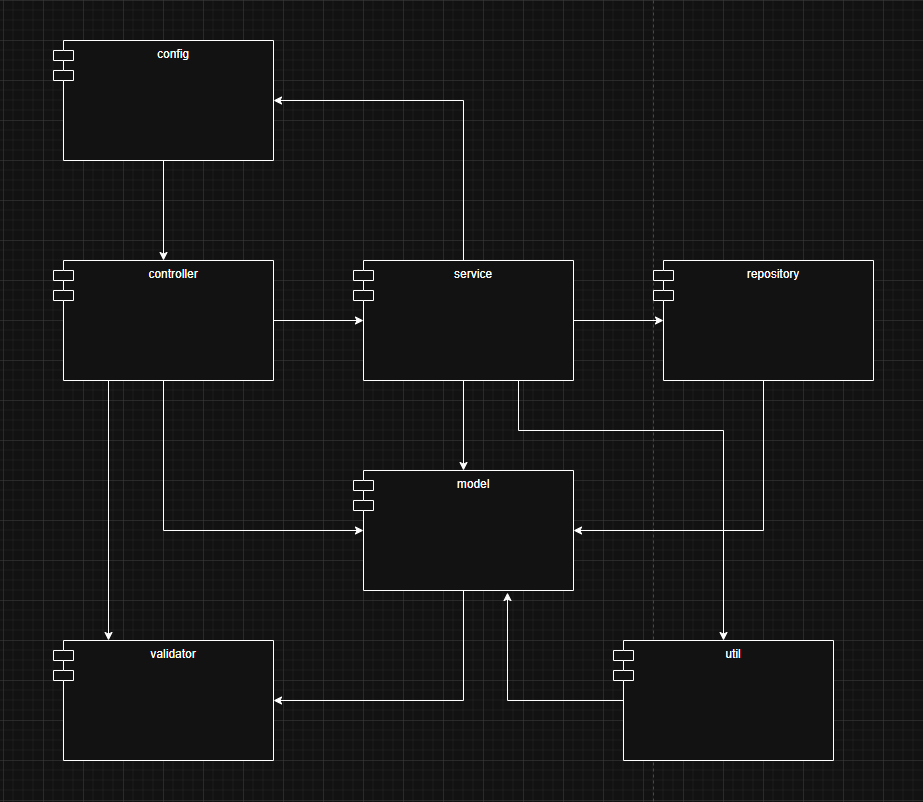 config
controller
service
repository
model
validator
util